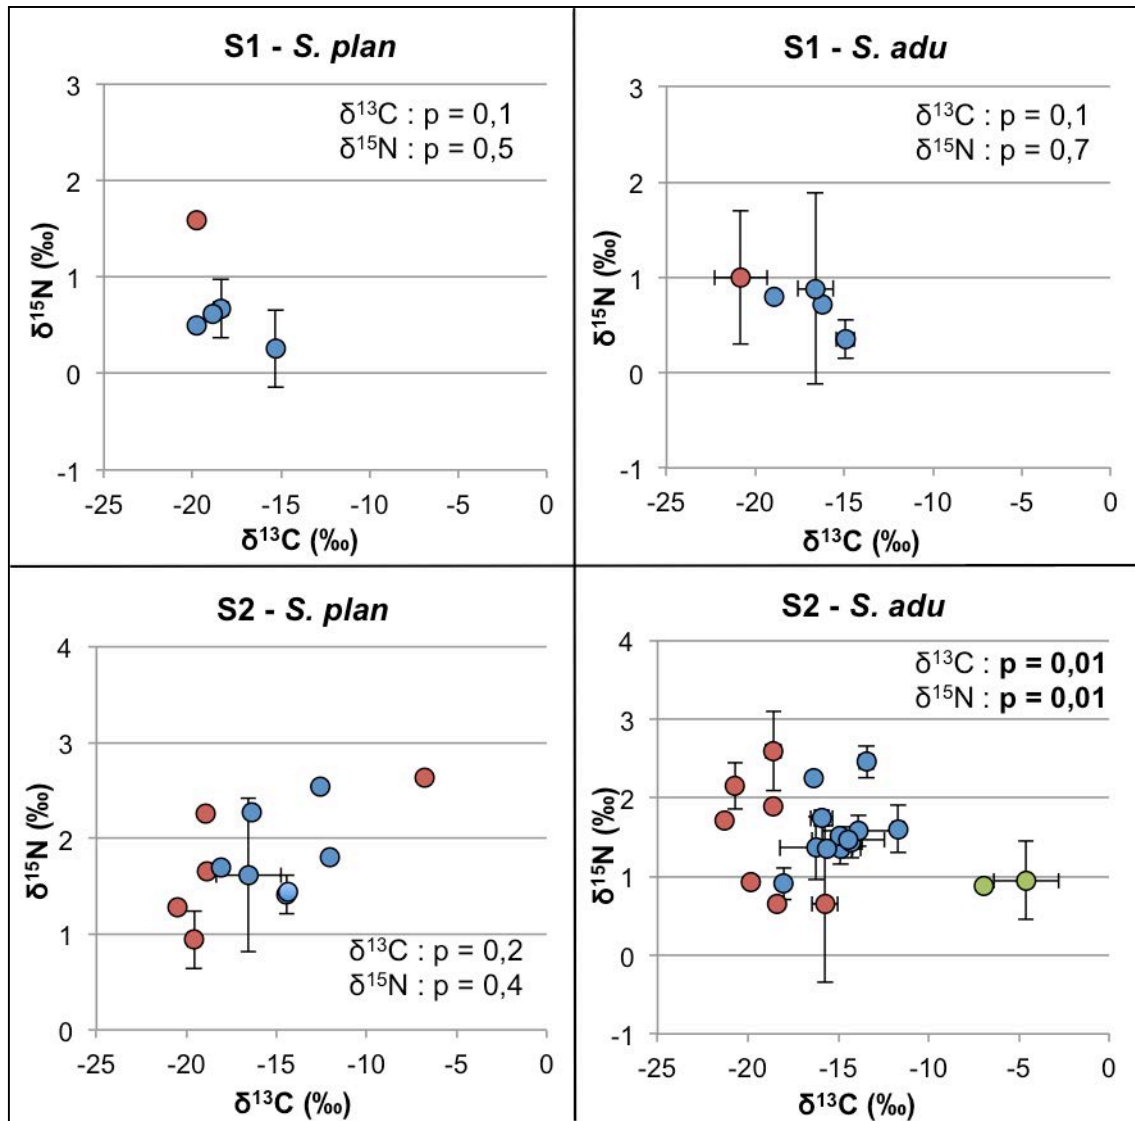 S1 - S. plan
δ¹³C : p = 0,1
δ¹⁵N : p = 0,5
δ¹⁵N (‰)
3
2
1
0
-1
-25 -20 -15 -10 -5 0
δ¹³C (‰)
S1 - S. adu
δ¹³C : p = 0,1
δ¹⁵N : p = 0,7
δ¹⁵N (‰)
3
2
1
0
-1
-25 -20 -15 -10 -5 0
δ¹³C (‰)
S2 - S. plan
δ¹⁵N (‰)
4
3
2
1
0
δ¹³C : p = 0,2
δ¹⁵N : p = 0,4
-25 -20 -15 -10 -5 0
δ¹³C (‰)
S2 - S. adu
δ¹³C : p = 0,01
δ¹⁵N : p = 0,01
δ¹⁵N (‰)
4
3
2
1
0
-1
-25 -20 -15 -10 -5 0
δ¹³C (‰)